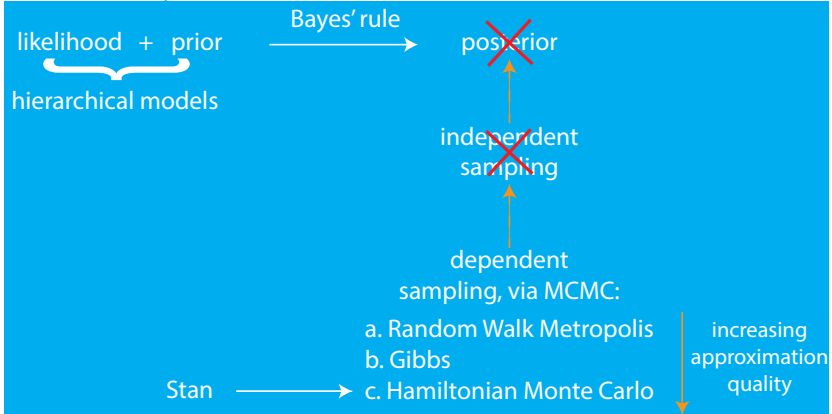 Bayes’ rule
likelihood + prior
posterior
hierarchical models
independent
sampling
dependent
sampling, via MCMC:
a. Random Walk Metropolis
b. Gibbs
c. Hamiltonian Monte Carlo
increasing
approximation
quality
Stan